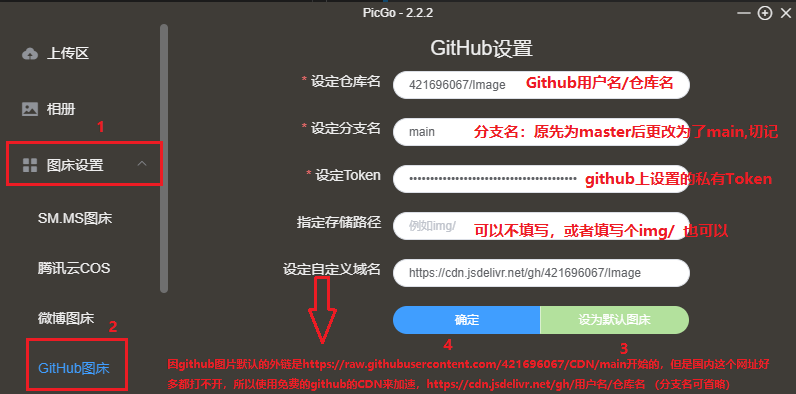 PicGo - 2.2.2
上传区
相册
1
图床设置
SM.MS图床
腾讯云COS
微博图床
2
GitHub图床
GitHub设置
* 设定仓库名 421696067/Image Github用户名/仓库名
* 设定分支名 main 分支名：原先为master后更改为了main,切记
* 设定Token github上设置的私有Token
指定存储路径 例如img/ 可以不填写，或者填写个img/ 也可以
设定自定义域名 https://cdn.jsdelivr.net/gh/421696067/Image
确定 设为默认图床
4 3
因github图片默认的外链是https://raw.githubusercontent.com/421696067/CDN/main开始的，但是国内这个网址好
多都打不开，所以使用免费的github的CDN来加速，https://cdn.jsdelivr.net/gh/用户名/仓库名 (分支名可省略)